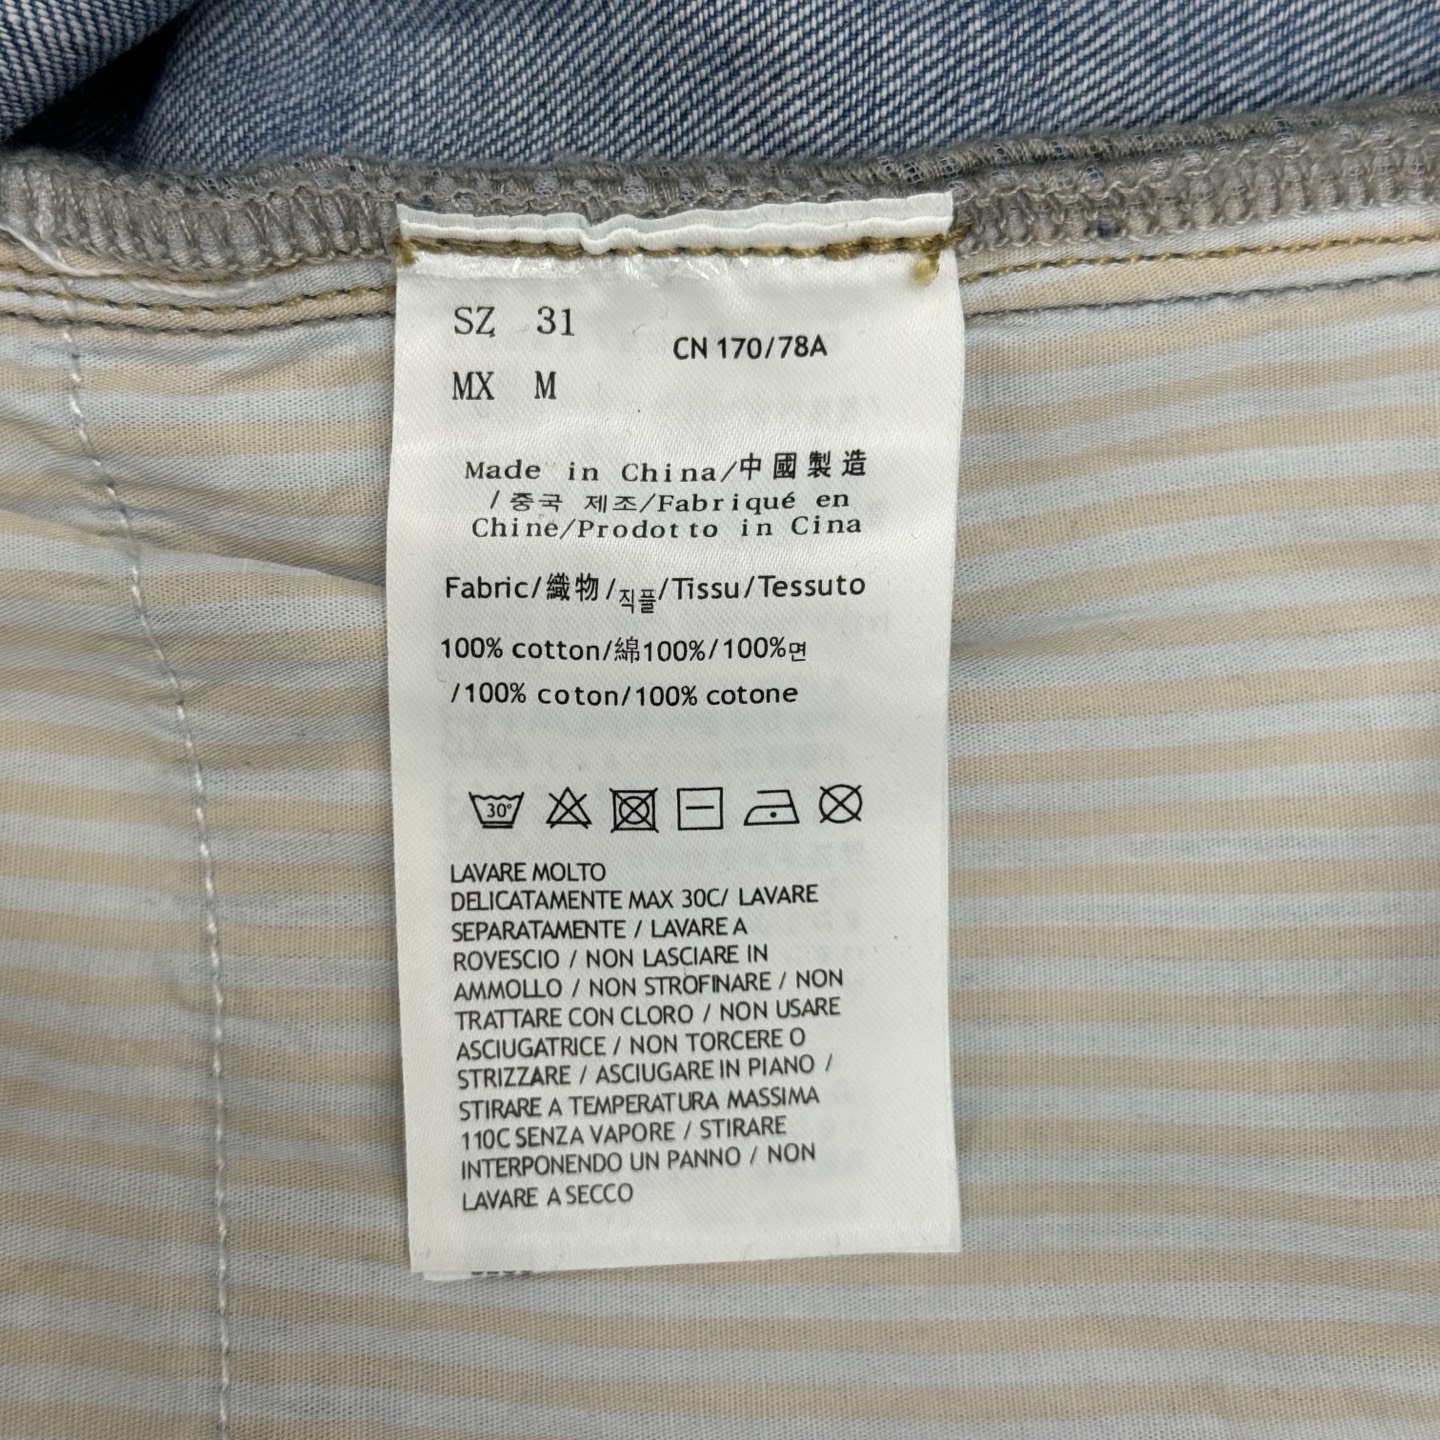 SZ 31
CN 170/78A
MX M
Made in China/中國製造
/중국 제조/Fabriqué en
Chine/Prodotto in Cina
Fabric/織物/직플/Tissu/Tessuto
100% cotton/綿100%/100%면
/100% coton/100% cotone
30°
LAVARE MOLTO
DELICATAMENTE MAX 30C/ LAVARE
SEPARATAMENTE / LAVARE A
ROVESCIO / NON LASCIARE IN
AMMOLLO / NON STROFINARE / NON
TRATTARE CON CLORO / NON USARE
ASCIUGATRICE / NON TORCERE O
STRIZZARE / ASCIUGARE IN PIANO /
STIRARE A TEMPERATURA MASSIMA
110C SENZA VAPORE / STIRARE
INTERPONENDO UN PANNO / NON
LAVARE A SECCO